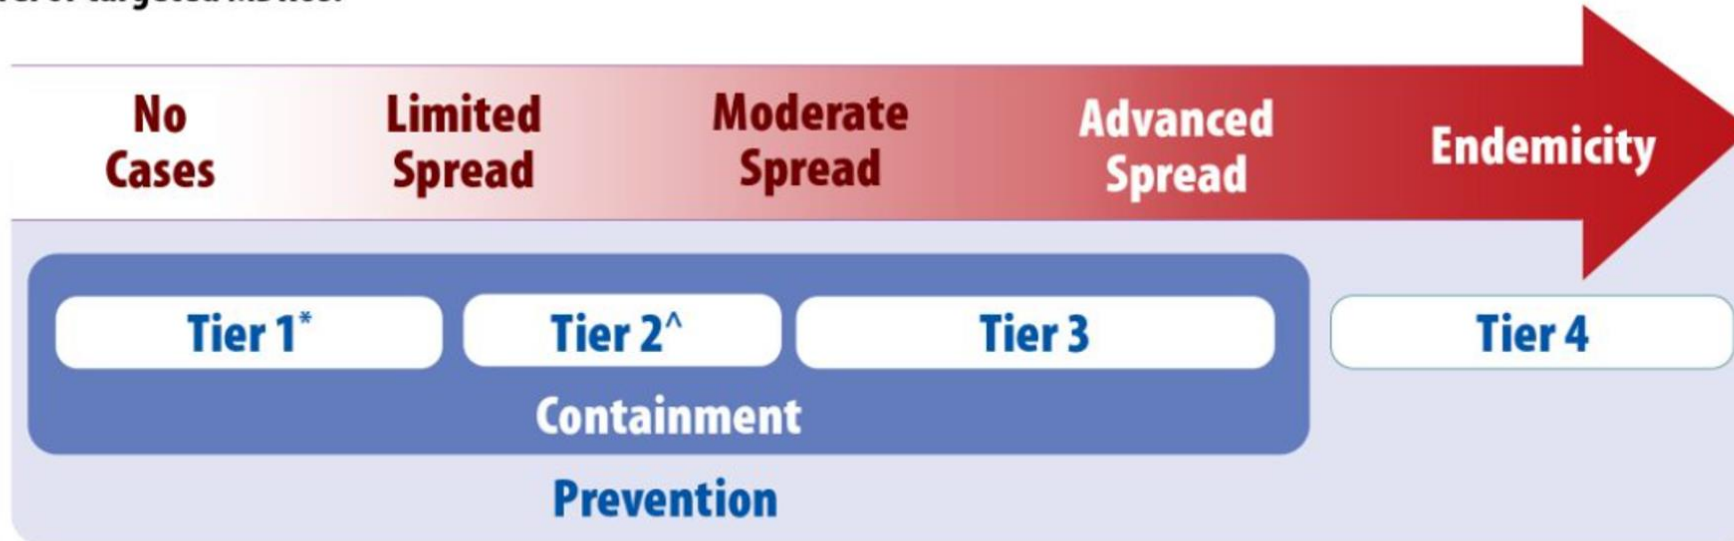 No
Cases
Limited
Spread
Moderate
Spread
Advanced
Spread
Endemicity
Tier 1*
Tier 2^
Tier 3
Tier 4
Containment
Prevention